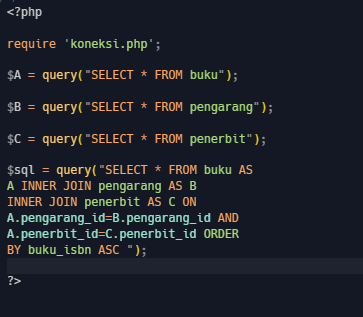 <?php
require 'koneksi.php';
$A = query("SELECT * FROM buku");
$B = query("SELECT * FROM pengarang");
$C = query("SELECT * FROM penerbit");
$sql = query("SELECT * FROM buku AS
A INNER JOIN pengarang AS B
INNER JOIN penerbit AS C ON
A.pengarang_id=B.pengarang_id AND
A.penerbit_id=C.penerbit_id ORDER
BY buku_isbn ASC ");
?>